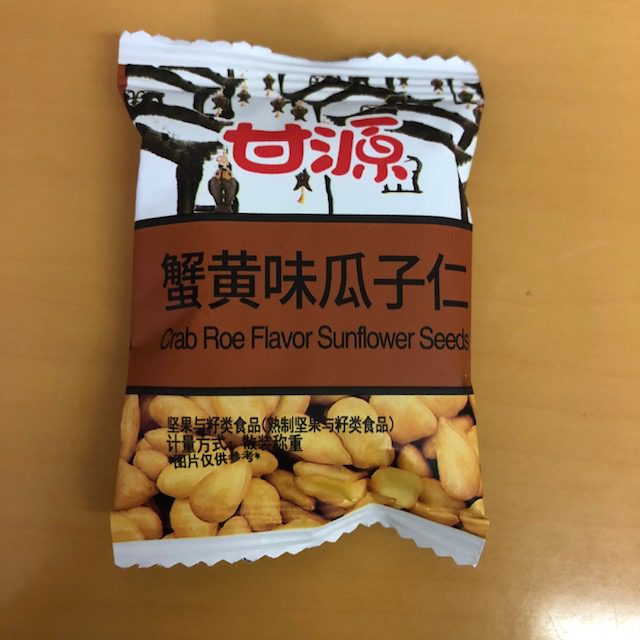 甘源
蟹黄味瓜子仁
Crab Roe Flavor Sunflower Seeds
坚果与籽类食品(熟制坚果与籽类食品)
计量方式：散装称重
*图片仅供参考*